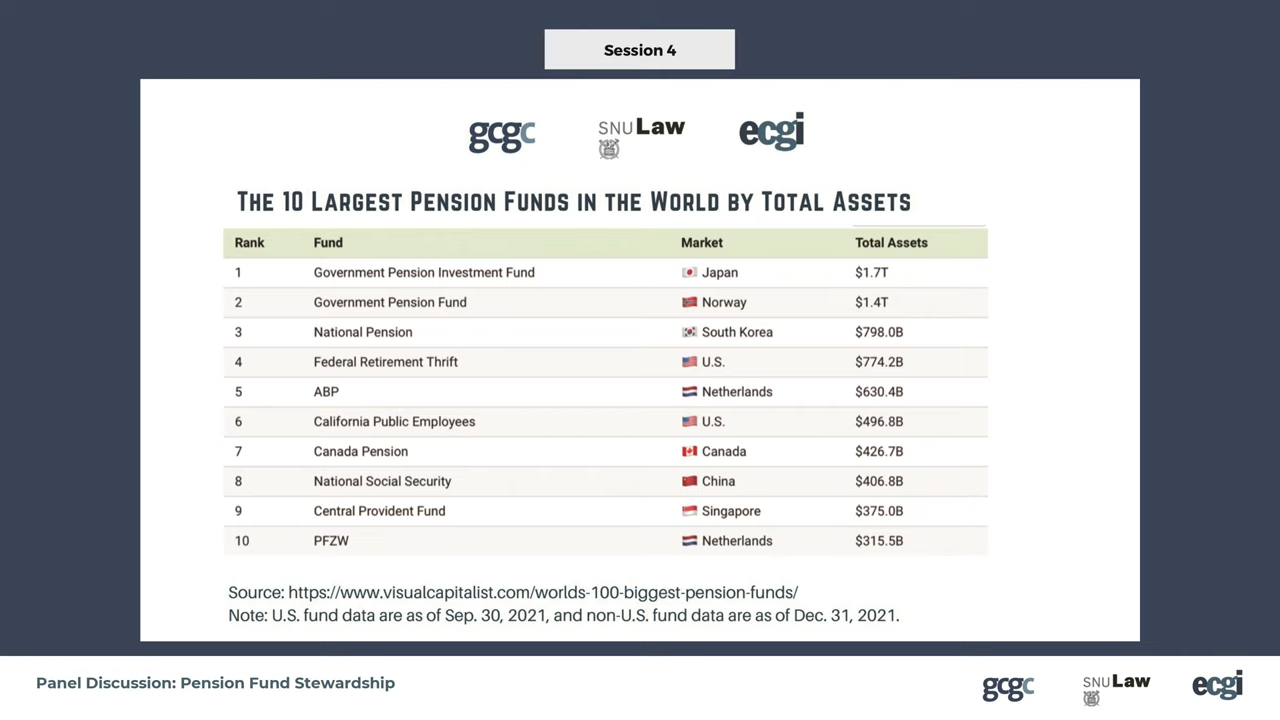 Session 4
gcgc SNU Law ecgi
The 10 Largest Pension Funds in the World by Total Assets
Rank Fund Market Total Assets
1 Government Pension Investment Fund Japan $1.7T
2 Government Pension Fund Norway $1.4T
3 National Pension South Korea $798.0B
4 Federal Retirement Thrift U.S. $774.2B
5 ABP Netherlands $630.4B
6 California Public Employees U.S. $496.8B
7 Canada Pension Canada $426.7B
8 National Social Security China $406.8B
9 Central Provident Fund Singapore $375.0B
10 PFZW Netherlands $315.5B
Source: https://www.visualcapitalist.com/worlds-100-biggest-pension-funds/
Note: U.S. fund data are as of Sep. 30, 2021, and non-U.S. fund data are as of Dec. 31, 2021.
Panel Discussion: Pension Fund Stewardship
gcgc SNU Law ecgi